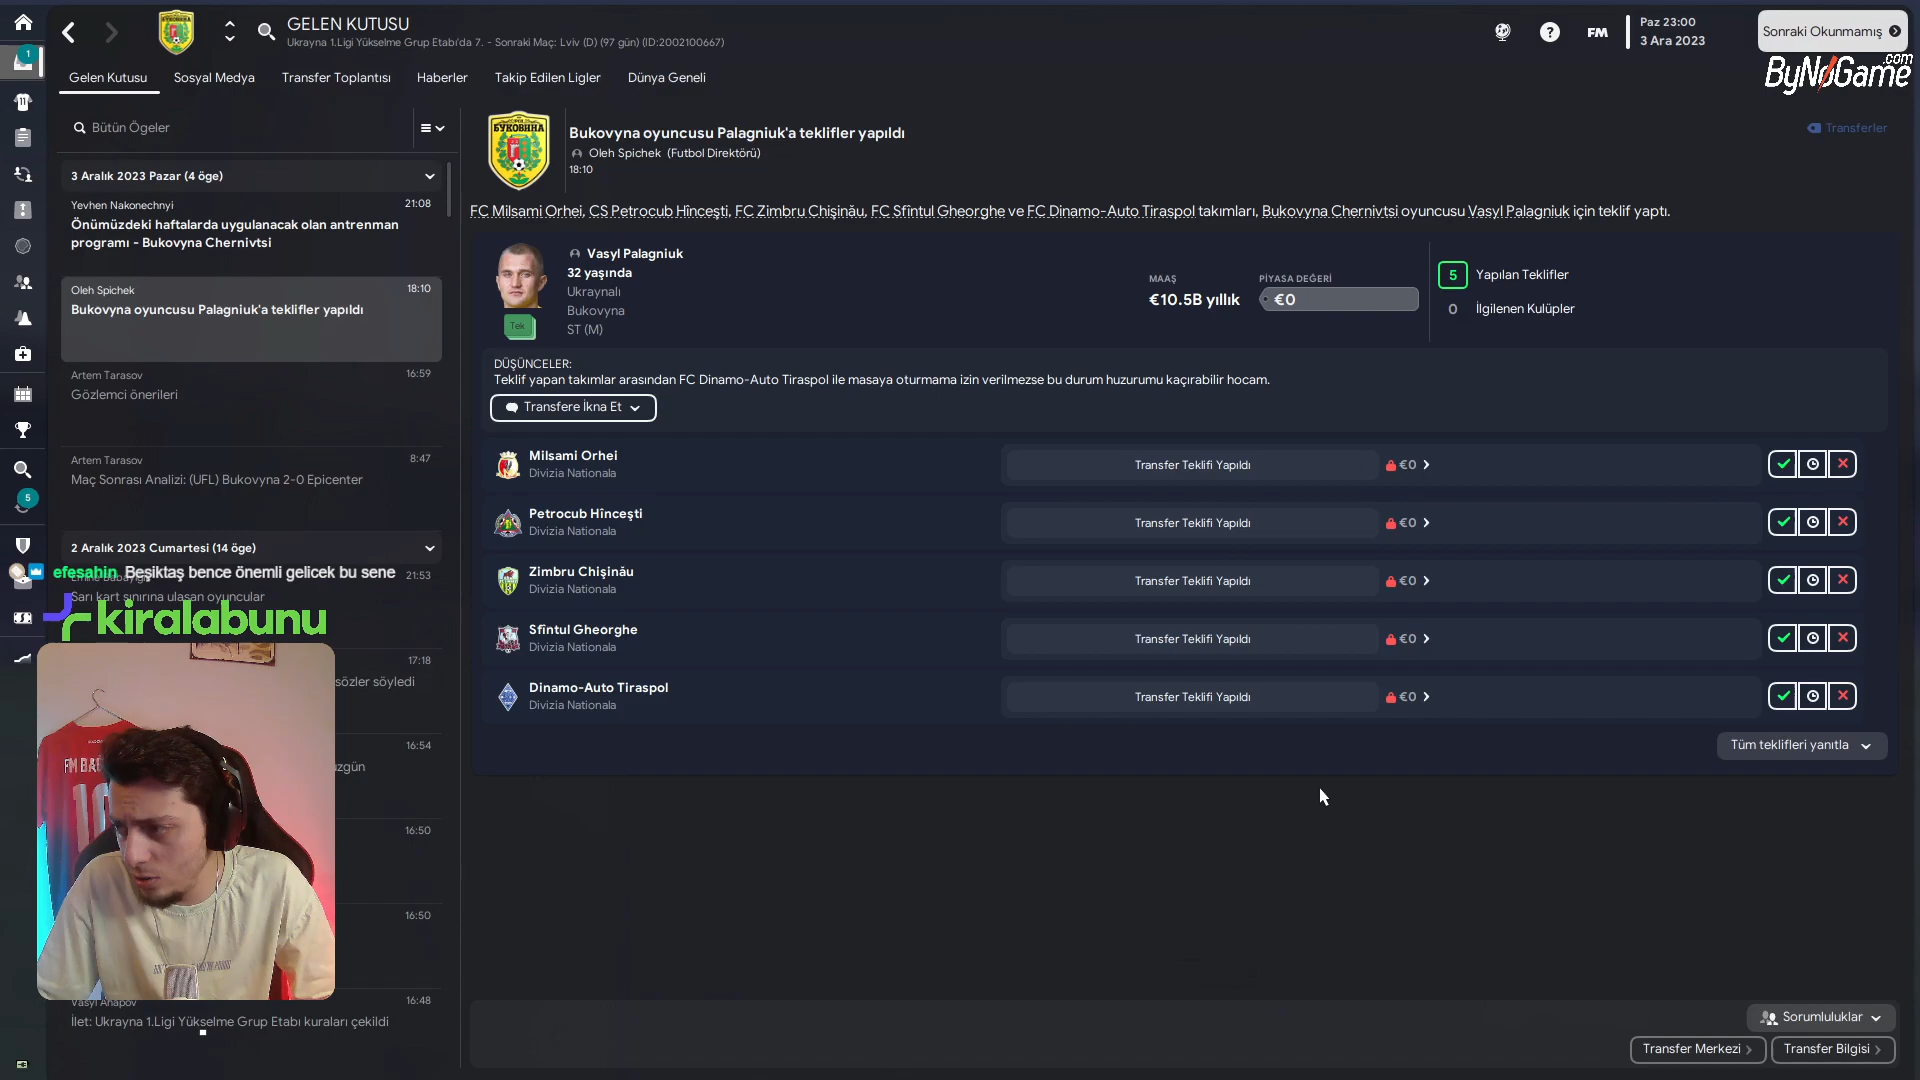 GELEN KUTUSU
Ukrayna 1.Ligi Yükselme Grup Etabı'da 7. - Sonraki Maç: Lviv (D) (97 gün) (ID:2002100667)
FM
Paz 23:00
3 Ara 2023
Sonraki Okunmamış
ByNoGame.com
1
Gelen Kutusu
Sosyal Medya
Transfer Toplantısı
Haberler
Takip Edilen Ligler
Dünya Geneli
Bütün Ögeler
3 Aralık 2023 Pazar (4 öge)
Yevhen Nakonechnyi 21:08
Önümüzdeki haftalarda uygulanacak olan antrenman
programı - Bukovyna Chernivtsi
Oleh Spichek 18:10
Bukovyna oyuncusu Palagniuk'a teklifler yapıldı
Artem Tarasov 16:59
Gözlemci önerileri
Artem Tarasov 8:47
Maç Sonrası Analizi: (UFL) Bukovyna 2-0 Epicenter
5
2 Aralık 2023 Cumartesi (14 öge)
efesahin Beşiktaş bence önemli gelicek bu sene
21:53
Sarı kart sınırına ulaşan oyuncular
kiralabunu
17:18
sözler söyledi
16:54
16:50
16:50
16:48
İlet: Ukrayna 1.Ligi Yükselme Grup Etabı kuraları çekildi
БУКОВИНА
Bukovyna oyuncusu Palagniuk'a teklifler yapıldı
Oleh Spichek (Futbol Direktörü)
18:10
Transferler
FC Milsami Orhei, CS Petrocub Hînceşti, FC Zimbru Chişinău, FC Sfîntul Gheorghe ve FC Dinamo-Auto Tiraspol takımları, Bukovyna Chernivtsi oyuncusu Vasyl Palagniuk için teklif yaptı.
Vasyl Palagniuk
32 yaşında
Ukraynalı
Bukovyna
ST (M)
Tek
MAAŞ
€10.5B yıllık
PİYASA DEĞERİ
€0
5 Yapılan Teklifler
0 İlgilenen Kulüpler
DÜŞÜNCELER:
Teklif yapan takımlar arasından FC Dinamo-Auto Tiraspol ile masaya oturmama izin verilmezse bu durum huzurumu kaçırabilir hocam.
Transfere İkna Et
Milsami Orhei
Divizia Nationala
Transfer Teklifi Yapıldı €0
Petrocub Hînceşti
Divizia Nationala
Transfer Teklifi Yapıldı €0
Zimbru Chişinău
Divizia Nationala
Transfer Teklifi Yapıldı €0
Sfîntul Gheorghe
Divizia Nationala
Transfer Teklifi Yapıldı €0
Dinamo-Auto Tiraspol
Divizia Nationala
Transfer Teklifi Yapıldı €0
Tüm teklifleri yanıtla
Sorumluluklar
Transfer Merkezi
Transfer Bilgisi